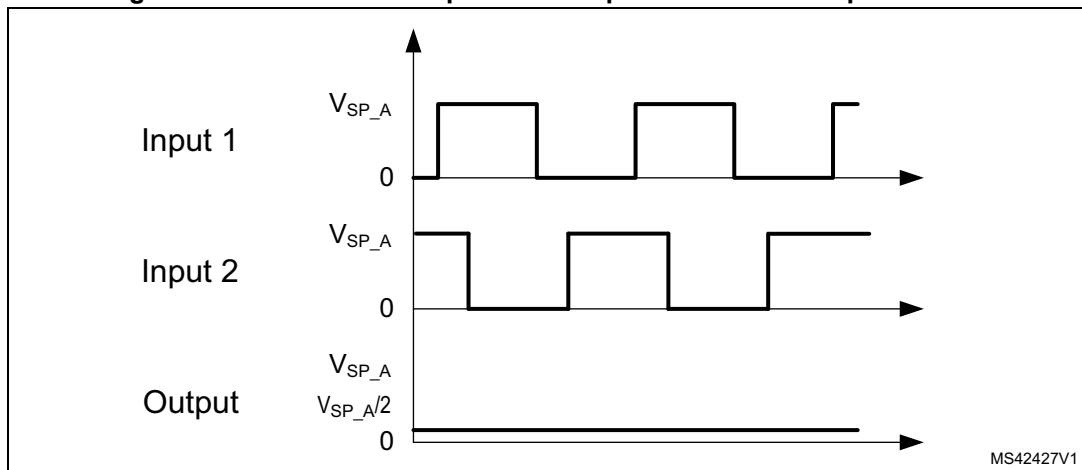 V_SP_A
Input 1
0
V_SP_A
Input 2
0
V_SP_A
Output
V_SP_A/2
0
MS42427V1